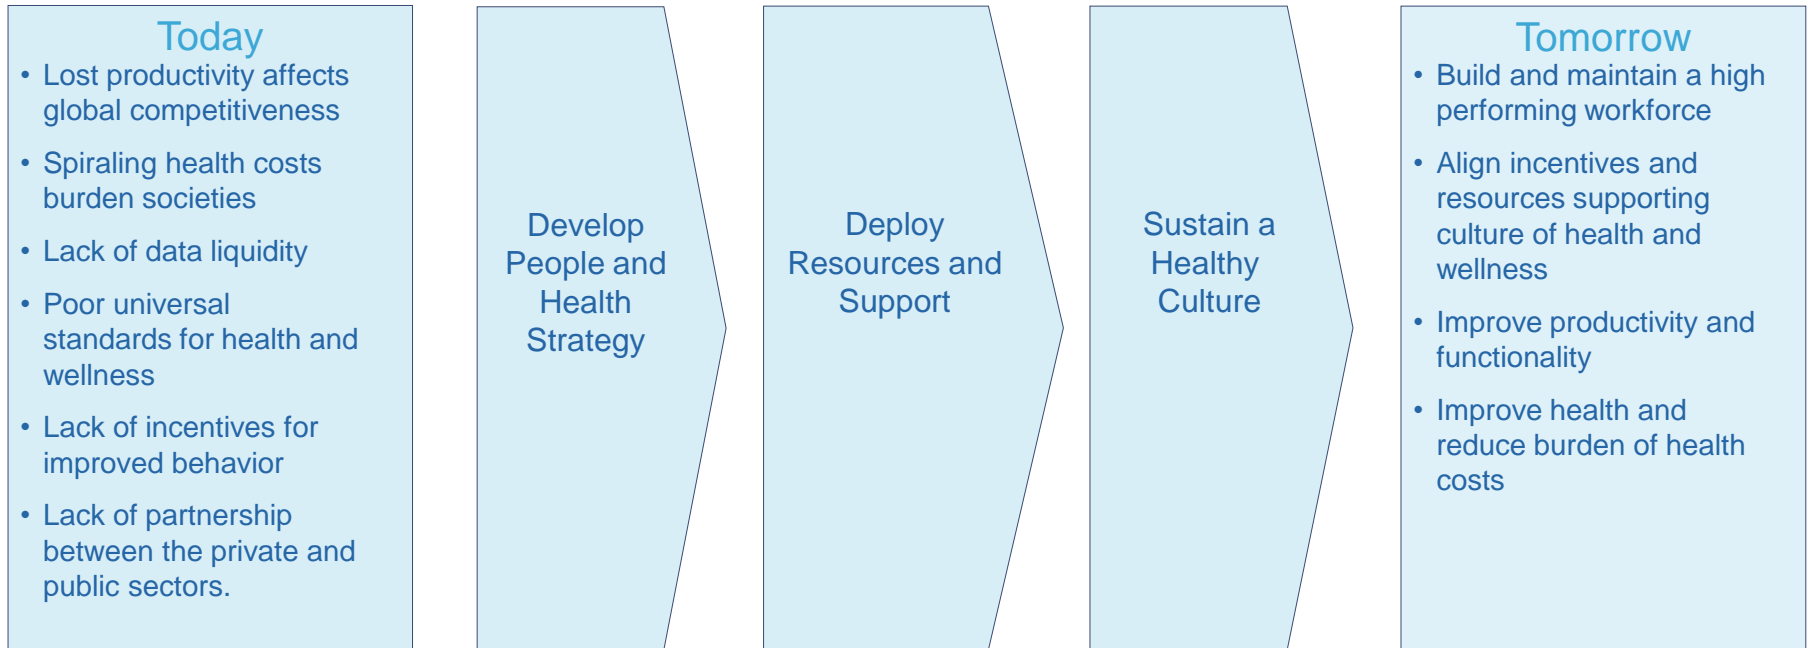 Today
• Lost productivity affects
global competitiveness
• Spiraling health costs
burden societies
• Lack of data liquidity
• Poor universal
standards for health and
wellness
• Lack of incentives for
improved behavior
• Lack of partnership
between the private and
public sectors.
Develop
People and
Health
Strategy
Deploy
Resources and
Support
Sustain a
Healthy
Culture
Tomorrow
• Build and maintain a high
performing workforce
• Align incentives and
resources supporting
culture of health and
wellness
• Improve productivity and
functionality
• Improve health and
reduce burden of health
costs